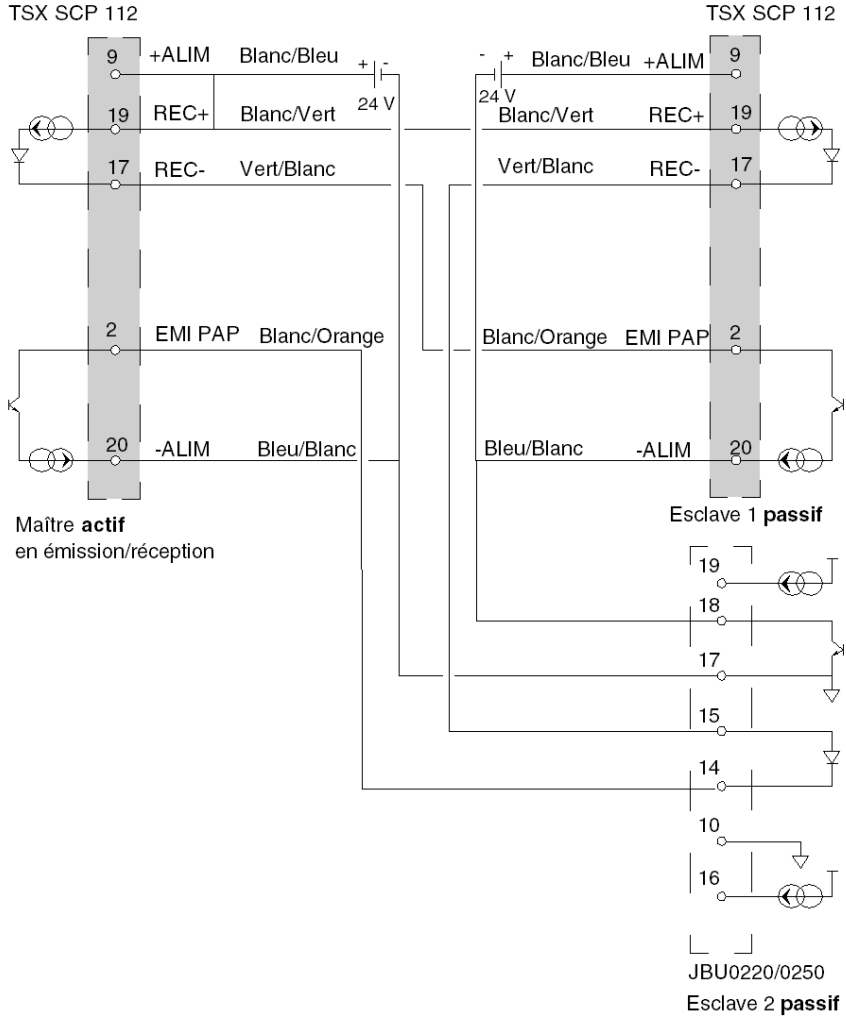 TSX SCP 112
TSX SCP 112
9 +ALIM Blanc/Bleu + -
24 V
- + Blanc/Bleu +ALIM 9
24 V
19 REC+ Blanc/Vert
Blanc/Vert REC+ 19
17 REC- Vert/Blanc
Vert/Blanc REC- 17
2 EMI PAP Blanc/Orange
Blanc/Orange EMI PAP 2
20 -ALIM Bleu/Blanc
Bleu/Blanc -ALIM 20
Maître actif
en émission/réception
Esclave 1 passif
19
18
17
15
14
10
16
JBU0220/0250
Esclave 2 passif